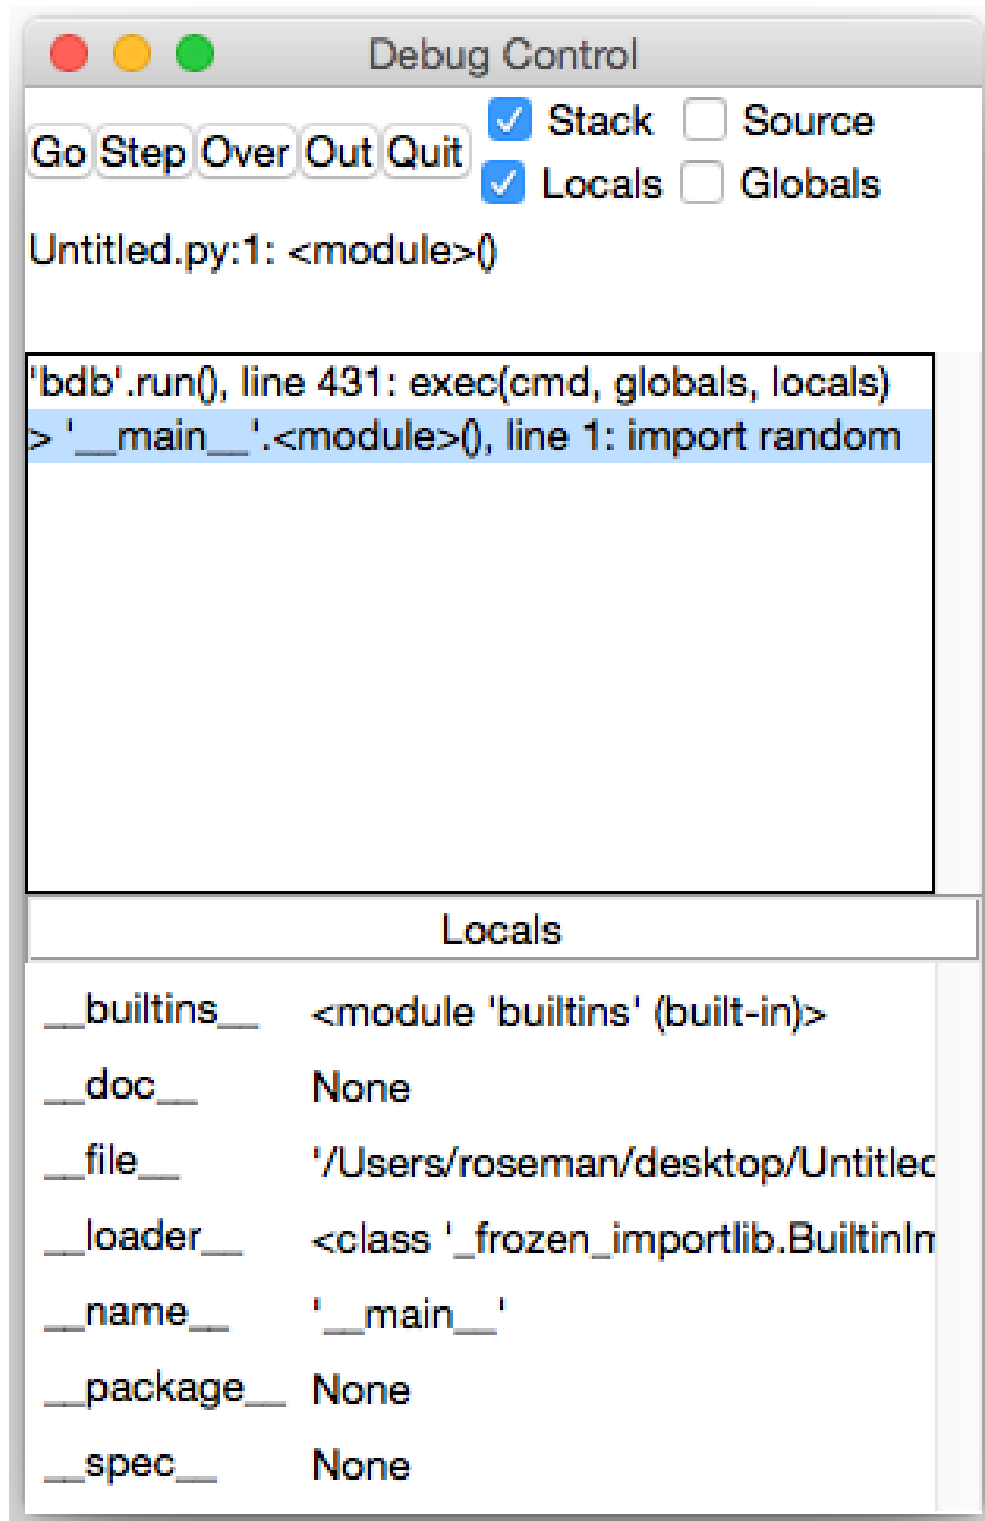 Debug Control
Go Step Over Out Quit
Stack Source
Locals Globals
Untitled.py:1: <module>()
'bdb'.run(), line 431: exec(cmd, globals, locals)
> '__main__'.<module>(), line 1: import random
Locals
__builtins__ <module 'builtins' (built-in)>
__doc__ None
__file__ '/Users/roseman/desktop/Untitled
__loader__ <class '_frozen_importlib.BuiltinIm
__name__ '__main__'
__package__ None
__spec__ None